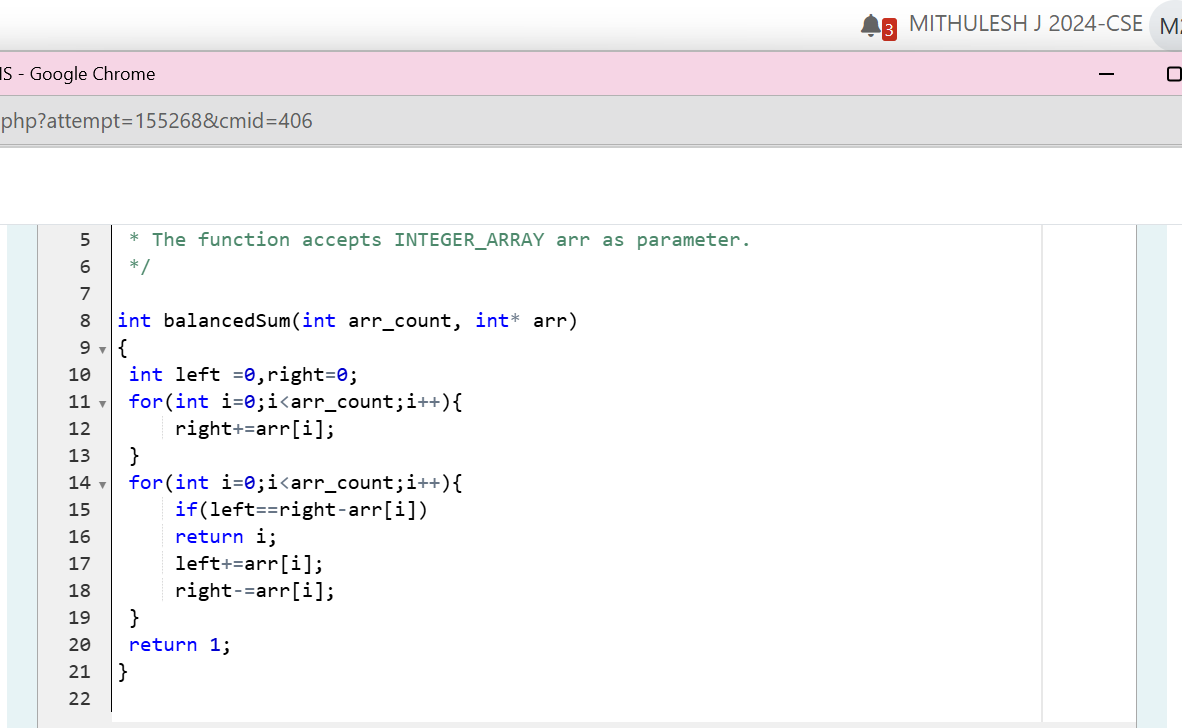 3 MITHULESH J 2024-CSE
IS - Google Chrome
php?attempt=155268&cmid=406
5 * The function accepts INTEGER_ARRAY arr as parameter.
6 */
7
8 int balancedSum(int arr_count, int* arr)
9 {
10 int left =0,right=0;
11 for(int i=0;i<arr_count;i++){
12 right+=arr[i];
13 }
14 for(int i=0;i<arr_count;i++){
15 if(left==right-arr[i])
16 return i;
17 left+=arr[i];
18 right-=arr[i];
19 }
20 return 1;
21 }
22